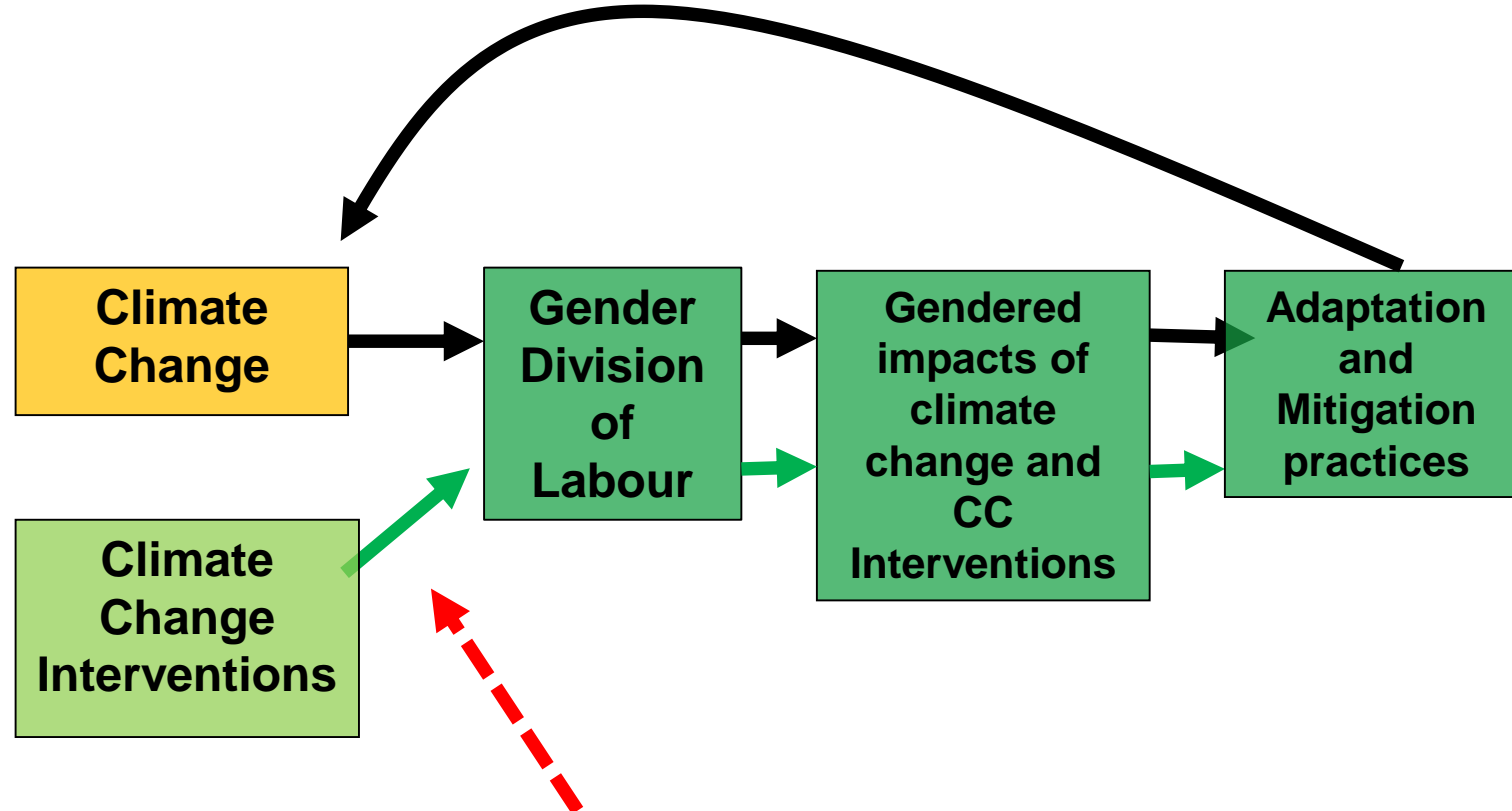 Climate
Change
Gender
Division
of
Labour
Gendered
impacts of
climate
change and
CC
Interventions
Adaptation
and
Mitigation
practices
Climate
Change
Interventions